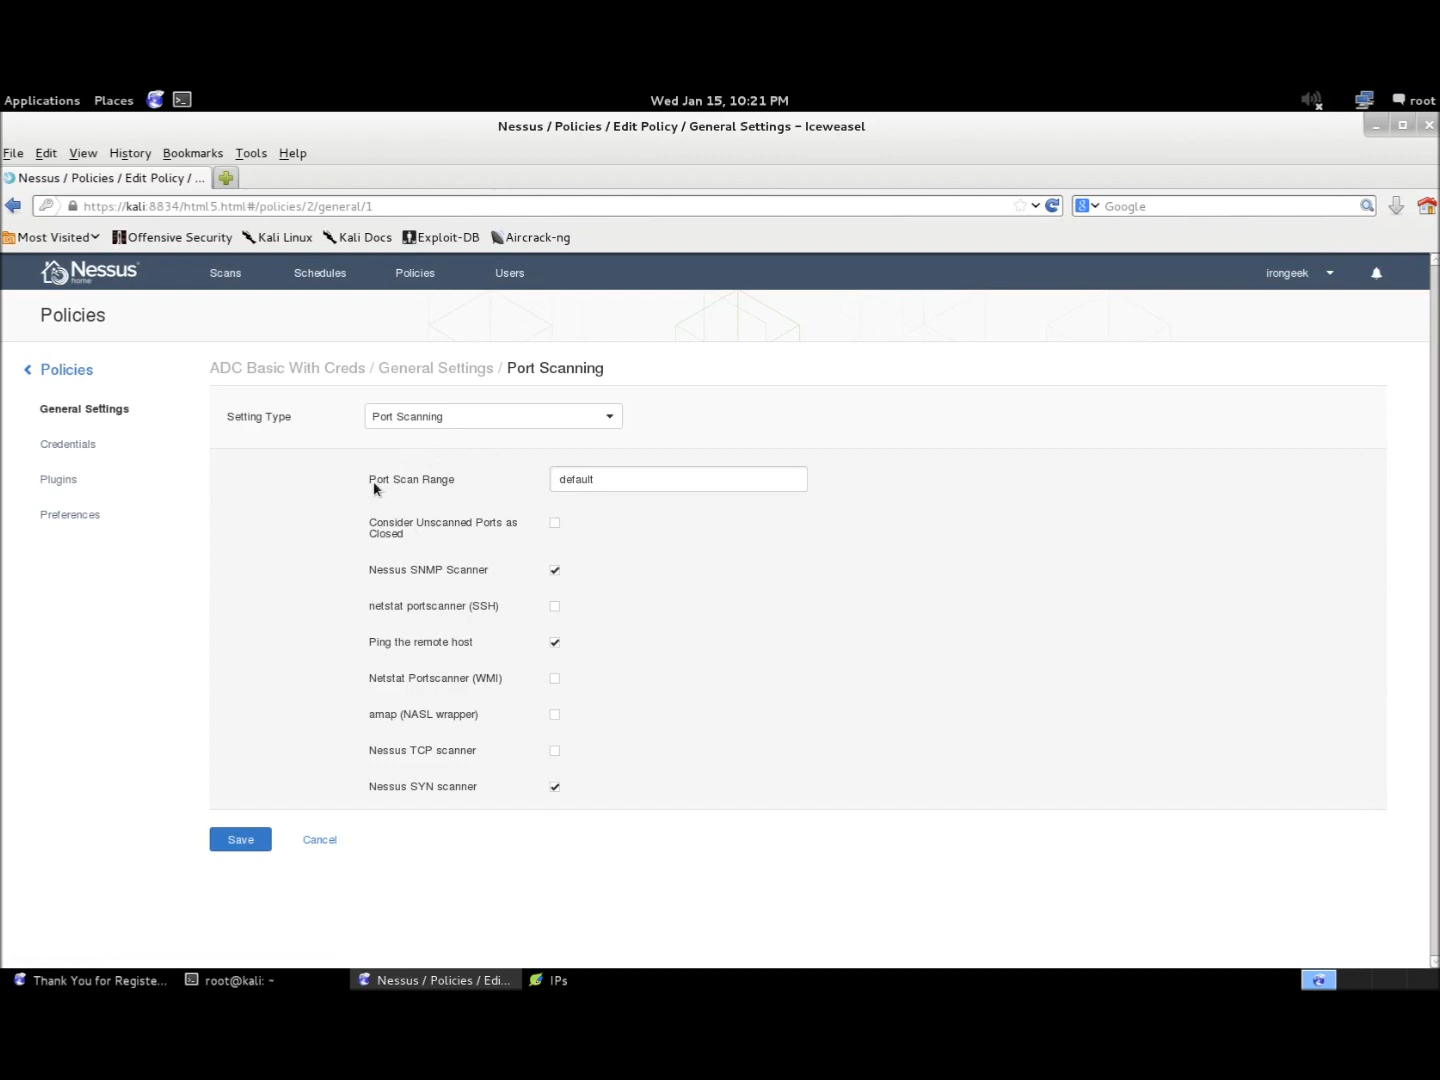 Applications Places Wed Jan 15, 10:21 PM root
Nessus / Policies / Edit Policy / General Settings - Iceweasel
File Edit View History Bookmarks Tools Help
Nessus / Policies / Edit Policy / ...
https://kali:8834/html5.html#/policies/2/general/1 Google
Most Visited Offensive Security Kali Linux Kali Docs Exploit-DB Aircrack-ng
Nessus home Scans Schedules Policies Users irongeek
Policies
Policies
General Settings
Credentials
Plugins
Preferences
ADC Basic With Creds / General Settings / Port Scanning
Setting Type Port Scanning
Port Scan Range default
Consider Unscanned Ports as
Closed
Nessus SNMP Scanner
netstat portscanner (SSH)
Ping the remote host
Netstat Portscanner (WMI)
amap (NASL wrapper)
Nessus TCP scanner
Nessus SYN scanner
Save Cancel
Thank You for Registe... root@kali: ~ Nessus / Policies / Edi... IPs